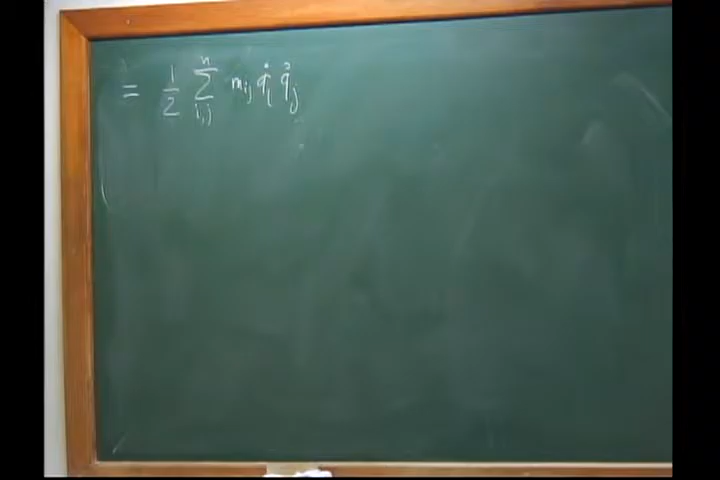 = 1/2 Σ_{i,j}^{n} m_{ij} q̇_i q̇_j